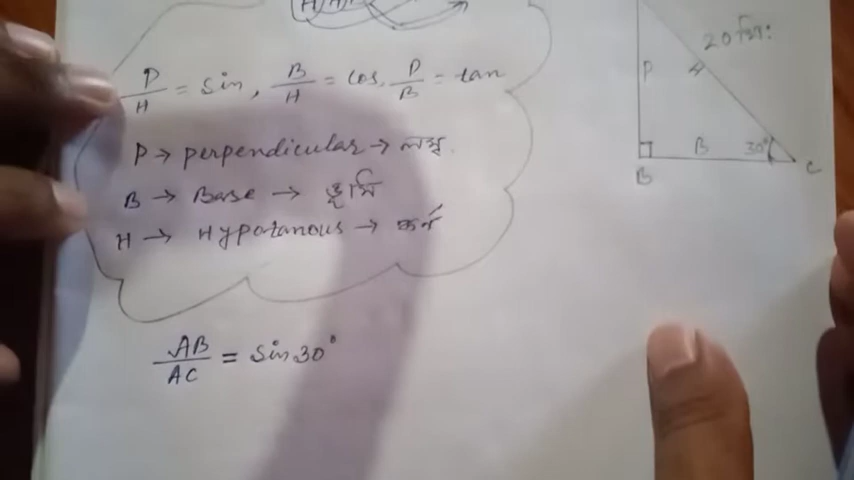 P/H = sin, B/H = cos, P/B = tan
P → perpendicular → লম্ব.
B → Base → ভূমি
H → Hypotanous → কর্ন
AB/AC = sin 30°
20 মি:
P
H
B
30°
B
C